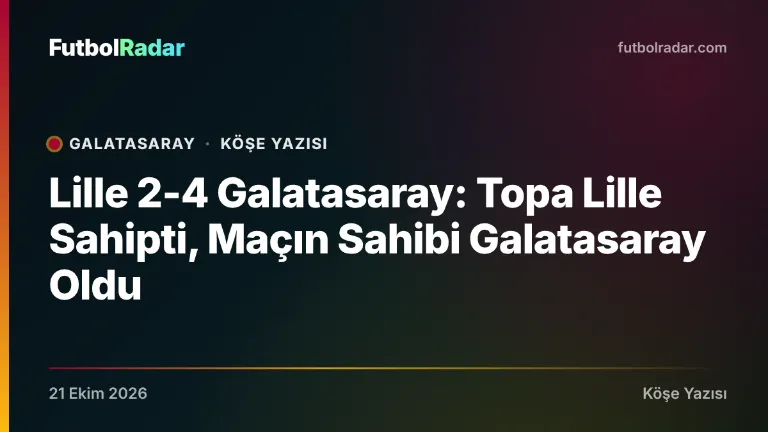 FutbolRadar
futbolradar.com
GALATASARAY · KÖŞE YAZISI
Lille 2-4 Galatasaray: Topa Lille
Sahipti, Maçın Sahibi Galatasaray
Oldu
21 Ekim 2026
Köşe Yazısı